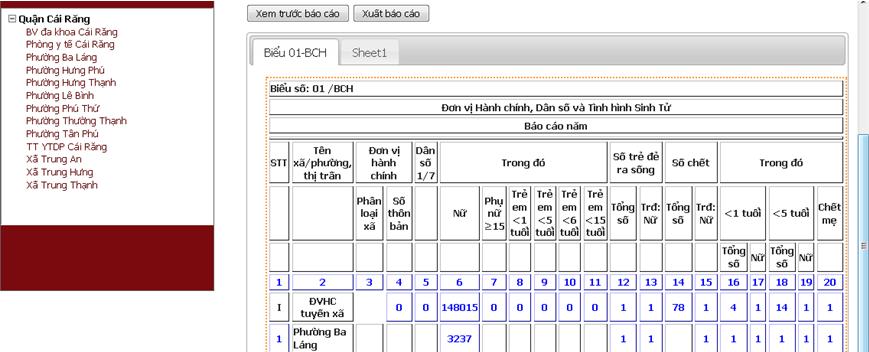 Quận Cái Răng
BV đa khoa Cái Răng
Phòng y tế Cái Răng
Phường Ba Láng
Phường Hưng Phú
Phường Hưng Thạnh
Phường Lê Bình
Phường Phú Thứ
Phường Thường Thạnh
Phường Tân Phú
TT YTDP Cái Răng
Xã Trung An
Xã Trung Hưng
Xã Trung Thạnh
Xem trước báo cáo Xuất báo cáo
Biểu 01-BCH Sheet1
Biểu số: 01 /BCH
Đơn vị Hành chính, Dân số và Tình hình Sinh Tử
Báo cáo năm
STT Tên xã/phường, thị trấn Đơn vị hành chính Dân số 1/7 Trong đó Số trẻ đẻ ra sống Số chết Trong đó
Phân loại xã Số thôn bản Nữ Phụ nữ ≥15 Trẻ em <1 tuổi Trẻ em <5 tuổi Trẻ em <6 tuổi Trẻ em <15 tuổi Tổng số Trđ: Nữ Tổng số Trđ: Nữ <1 tuổi <5 tuổi Chết mẹ
Tổng số Nữ Tổng số Nữ
1 2 3 4 5 6 7 8 9 10 11 12 13 14 15 16 17 18 19 20
I ĐVHC tuyến xã 0 0 148015 0 0 0 0 0 1 1 78 1 4 1 14 1 1
1 Phường Ba Láng 3237 1 1 1 1 1 1 1 1